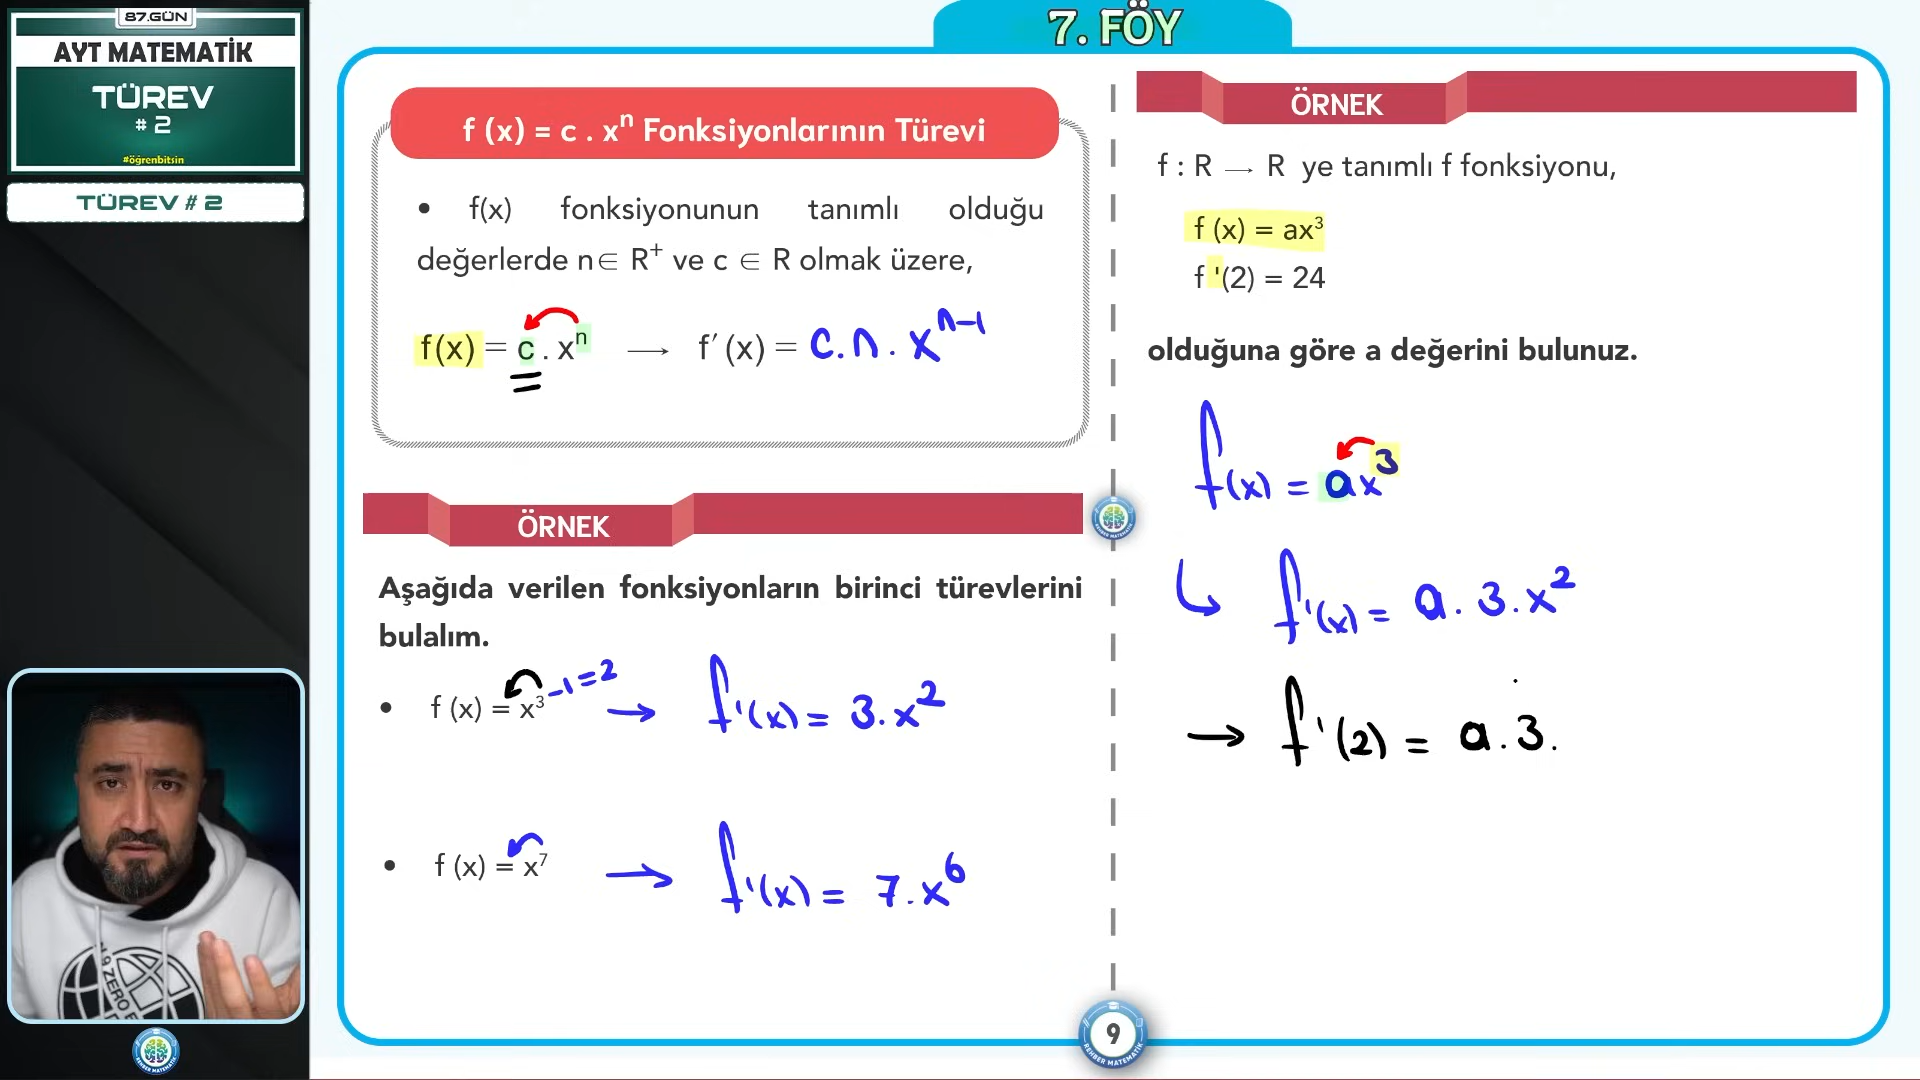 87.GÜN
AYT MATEMATİK
TÜREV
# 2
#öğrenbitsin
TÜREV # 2
7. FÖY
f (x) = c . xⁿ Fonksiyonlarının Türevi
• f(x) fonksiyonunun tanımlı olduğu
değerlerde n ∈ R⁺ ve c ∈ R olmak üzere,
f(x) = c . xⁿ → f′(x) = c.n.xⁿ⁻¹
ÖRNEK
Aşağıda verilen fonksiyonların birinci türevlerini
bulalım.
• f (x) = x³ -1=2 → f'(x) = 3.x²
• f (x) = x⁷ → f'(x) = 7.x⁶
ÖRNEK
f : R → R ye tanımlı f fonksiyonu,
f (x) = ax³
f '(2) = 24
olduğuna göre a değerini bulunuz.
f(x) = ax³
↳ f'(x) = a.3.x²
→ f'(2) = a.3.
9
REHBER MATEMATİK